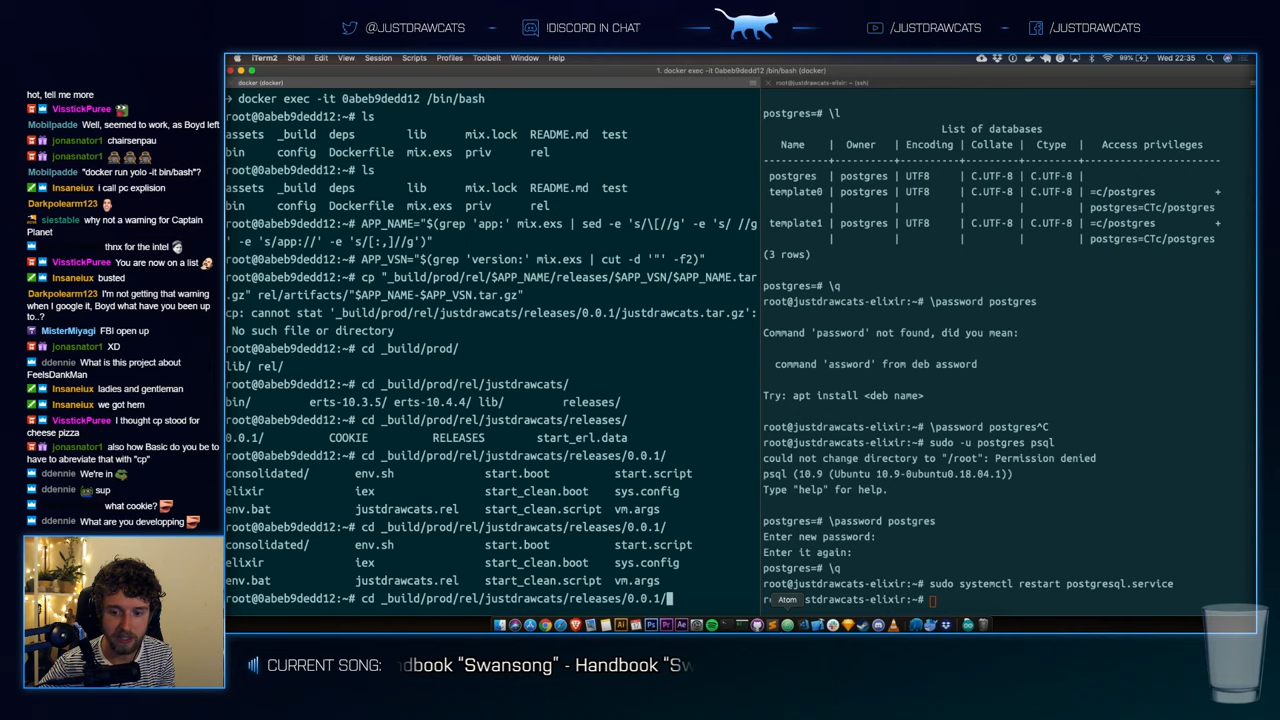 @JUSTDRAWCATS
!DISCORD IN CHAT
/JUSTDRAWCATS
/JUSTDRAWCATS
iTerm2 Shell Edit View Session Scripts Profiles Toolbelt Window Help
99%
Wed 22:35
1. docker exec -it 0abeb9dedd12 /bin/bash (docker)
docker (docker)
root@justdrawcats-elixir: ~ (ssh)
hot, tell me more
VisstickPuree
Mobilpadde Well, seemed to work, as Boyd left
jonasnator1 chairsenpau
jonasnator1
Mobilpadde "docker run yolo -it bin/bash"?
Insaneiux i call pc explision
Darkpolearm123
siestable why not a warning for Captain
Planet
thnx for the intel
VisstickPuree You are now on a list
Insaneiux busted
Darkpolearm123 I'm not getting that warning
when I google it, Boyd what have you been
up to..?
MisterMiyagi FBI open up
jonasnator1 XD
ddennie What is this project about
FeelsDankMan
Insaneiux ladies and gentleman
Insaneiux we got hem
VisstickPuree I thought cp stood for
cheese pizza
jonasnator1 also how Basic do you be to
have to abreviate that with "cp"
ddennie We're in
ddennie sup
what cookie?
ddennie What are you developping
→ docker exec -it 0abeb9dedd12 /bin/bash
root@0abeb9dedd12:~# ls
assets _build deps lib mix.lock README.md test
bin config Dockerfile mix.exs priv rel
root@0abeb9dedd12:~# ls
assets _build deps lib mix.lock README.md test
bin config Dockerfile mix.exs priv rel
root@0abeb9dedd12:~# APP_NAME="$(grep 'app:' mix.exs | sed -e 's/\[//g' -e 's/ //g
' -e 's/app://' -e 's/[:,]//g')"
root@0abeb9dedd12:~# APP_VSN="$(grep 'version:' mix.exs | cut -d '"' -f2)"
root@0abeb9dedd12:~# cp "_build/prod/rel/$APP_NAME/releases/$APP_VSN/$APP_NAME.tar
.gz" rel/artifacts/"$APP_NAME-$APP_VSN.tar.gz"
cp: cannot stat '_build/prod/rel/justdrawcats/releases/0.0.1/justdrawcats.tar.gz':
No such file or directory
root@0abeb9dedd12:~# cd _build/prod/
lib/ rel/
root@0abeb9dedd12:~# cd _build/prod/rel/justdrawcats/
bin/ erts-10.3.5/ erts-10.4.4/ lib/ releases/
root@0abeb9dedd12:~# cd _build/prod/rel/justdrawcats/releases/
0.0.1/ COOKIE RELEASES start_erl.data
root@0abeb9dedd12:~# cd _build/prod/rel/justdrawcats/releases/0.0.1/
consolidated/ env.sh start.boot start.script
elixir iex start_clean.boot sys.config
env.bat justdrawcats.rel start_clean.script vm.args
root@0abeb9dedd12:~# cd _build/prod/rel/justdrawcats/releases/0.0.1/
consolidated/ env.sh start.boot start.script
elixir iex start_clean.boot sys.config
env.bat justdrawcats.rel start_clean.script vm.args
root@0abeb9dedd12:~# cd _build/prod/rel/justdrawcats/releases/0.0.1/
postgres=# \l
List of databases
Name | Owner | Encoding | Collate | Ctype | Access privileges
postgres | postgres | UTF8 | C.UTF-8 | C.UTF-8 |
template0 | postgres | UTF8 | C.UTF-8 | C.UTF-8 | =c/postgres +
| | | | | postgres=CTc/postgres
template1 | postgres | UTF8 | C.UTF-8 | C.UTF-8 | =c/postgres +
| | | | | postgres=CTc/postgres
(3 rows)
postgres=# \q
root@justdrawcats-elixir:~# \password postgres
Command 'password' not found, did you mean:
command 'assword' from deb assword
Try: apt install <deb name>
root@justdrawcats-elixir:~# \password postgres^C
root@justdrawcats-elixir:~# sudo -u postgres psql
could not change directory to "/root": Permission denied
psql (10.9 (Ubuntu 10.9-0ubuntu0.18.04.1))
Type "help" for help.
postgres=# \password postgres
Enter new password:
Enter it again:
postgres=# \q
root@justdrawcats-elixir:~# sudo systemctl restart postgresql.service
stdrawcats-elixir:~#
Atom
CURRENT SONG:
ndbook "Swansong" - Handbook "Sw